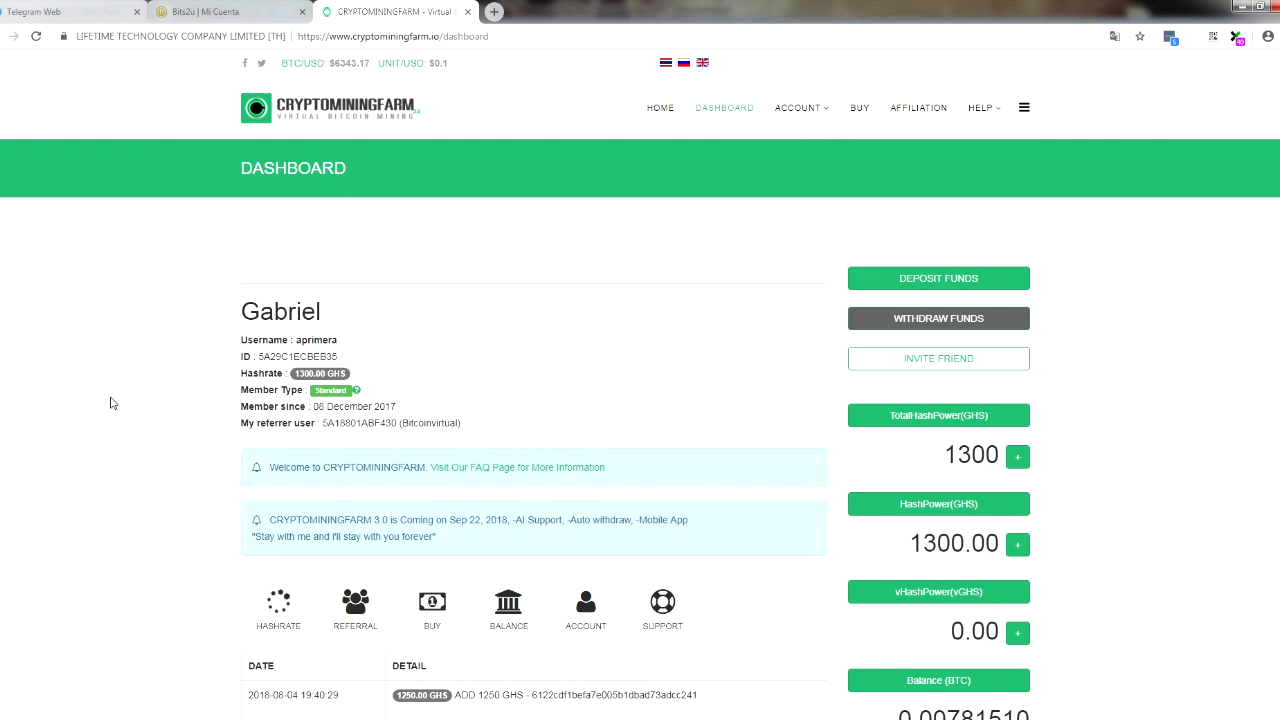 Telegram Web
Bits2u | Mi Cuenta
CRYPTOMININGFARM - Virtual
LIFETIME TECHNOLOGY COMPANY LIMITED [TH] | https://www.cryptominingfarm.io/dashboard
BTC/USD: $6343.17 UNIT/USD: $0.1
CRYPTOMININGFARM
VIRTUAL BITCOIN MINING
HOME DASHBOARD ACCOUNT BUY AFFILIATION HELP
DASHBOARD
Gabriel
Username : aprimera
ID : 5A29C1ECBEB35
Hashrate : 1300.00 GHS
Member Type : Standard
Member since : 08 December 2017
My referrer user : 5A18801ABF430 (Bitcoinvirtual)
Welcome to CRYPTOMININGFARM. Visit Our FAQ Page for More Information
CRYPTOMININGFARM 3.0 is Coming on Sep 22, 2018, -AI Support, -Auto withdraw, -Mobile App
"Stay with me and i'll stay with you forever"
HASHRATE REFERRAL BUY BALANCE ACCOUNT SUPPORT
DATE DETAIL
2018-08-04 19:40:29 1250.00 GHS ADD 1250 GHS - 6122cdf1befa7e005b1dbad73adcc241
DEPOSIT FUNDS
WITHDRAW FUNDS
INVITE FRIEND
TotalHashPower(GHS)
1300 +
HashPower(GHS)
1300.00 +
vHashPower(vGHS)
0.00 +
Balance (BTC)
0.00781510